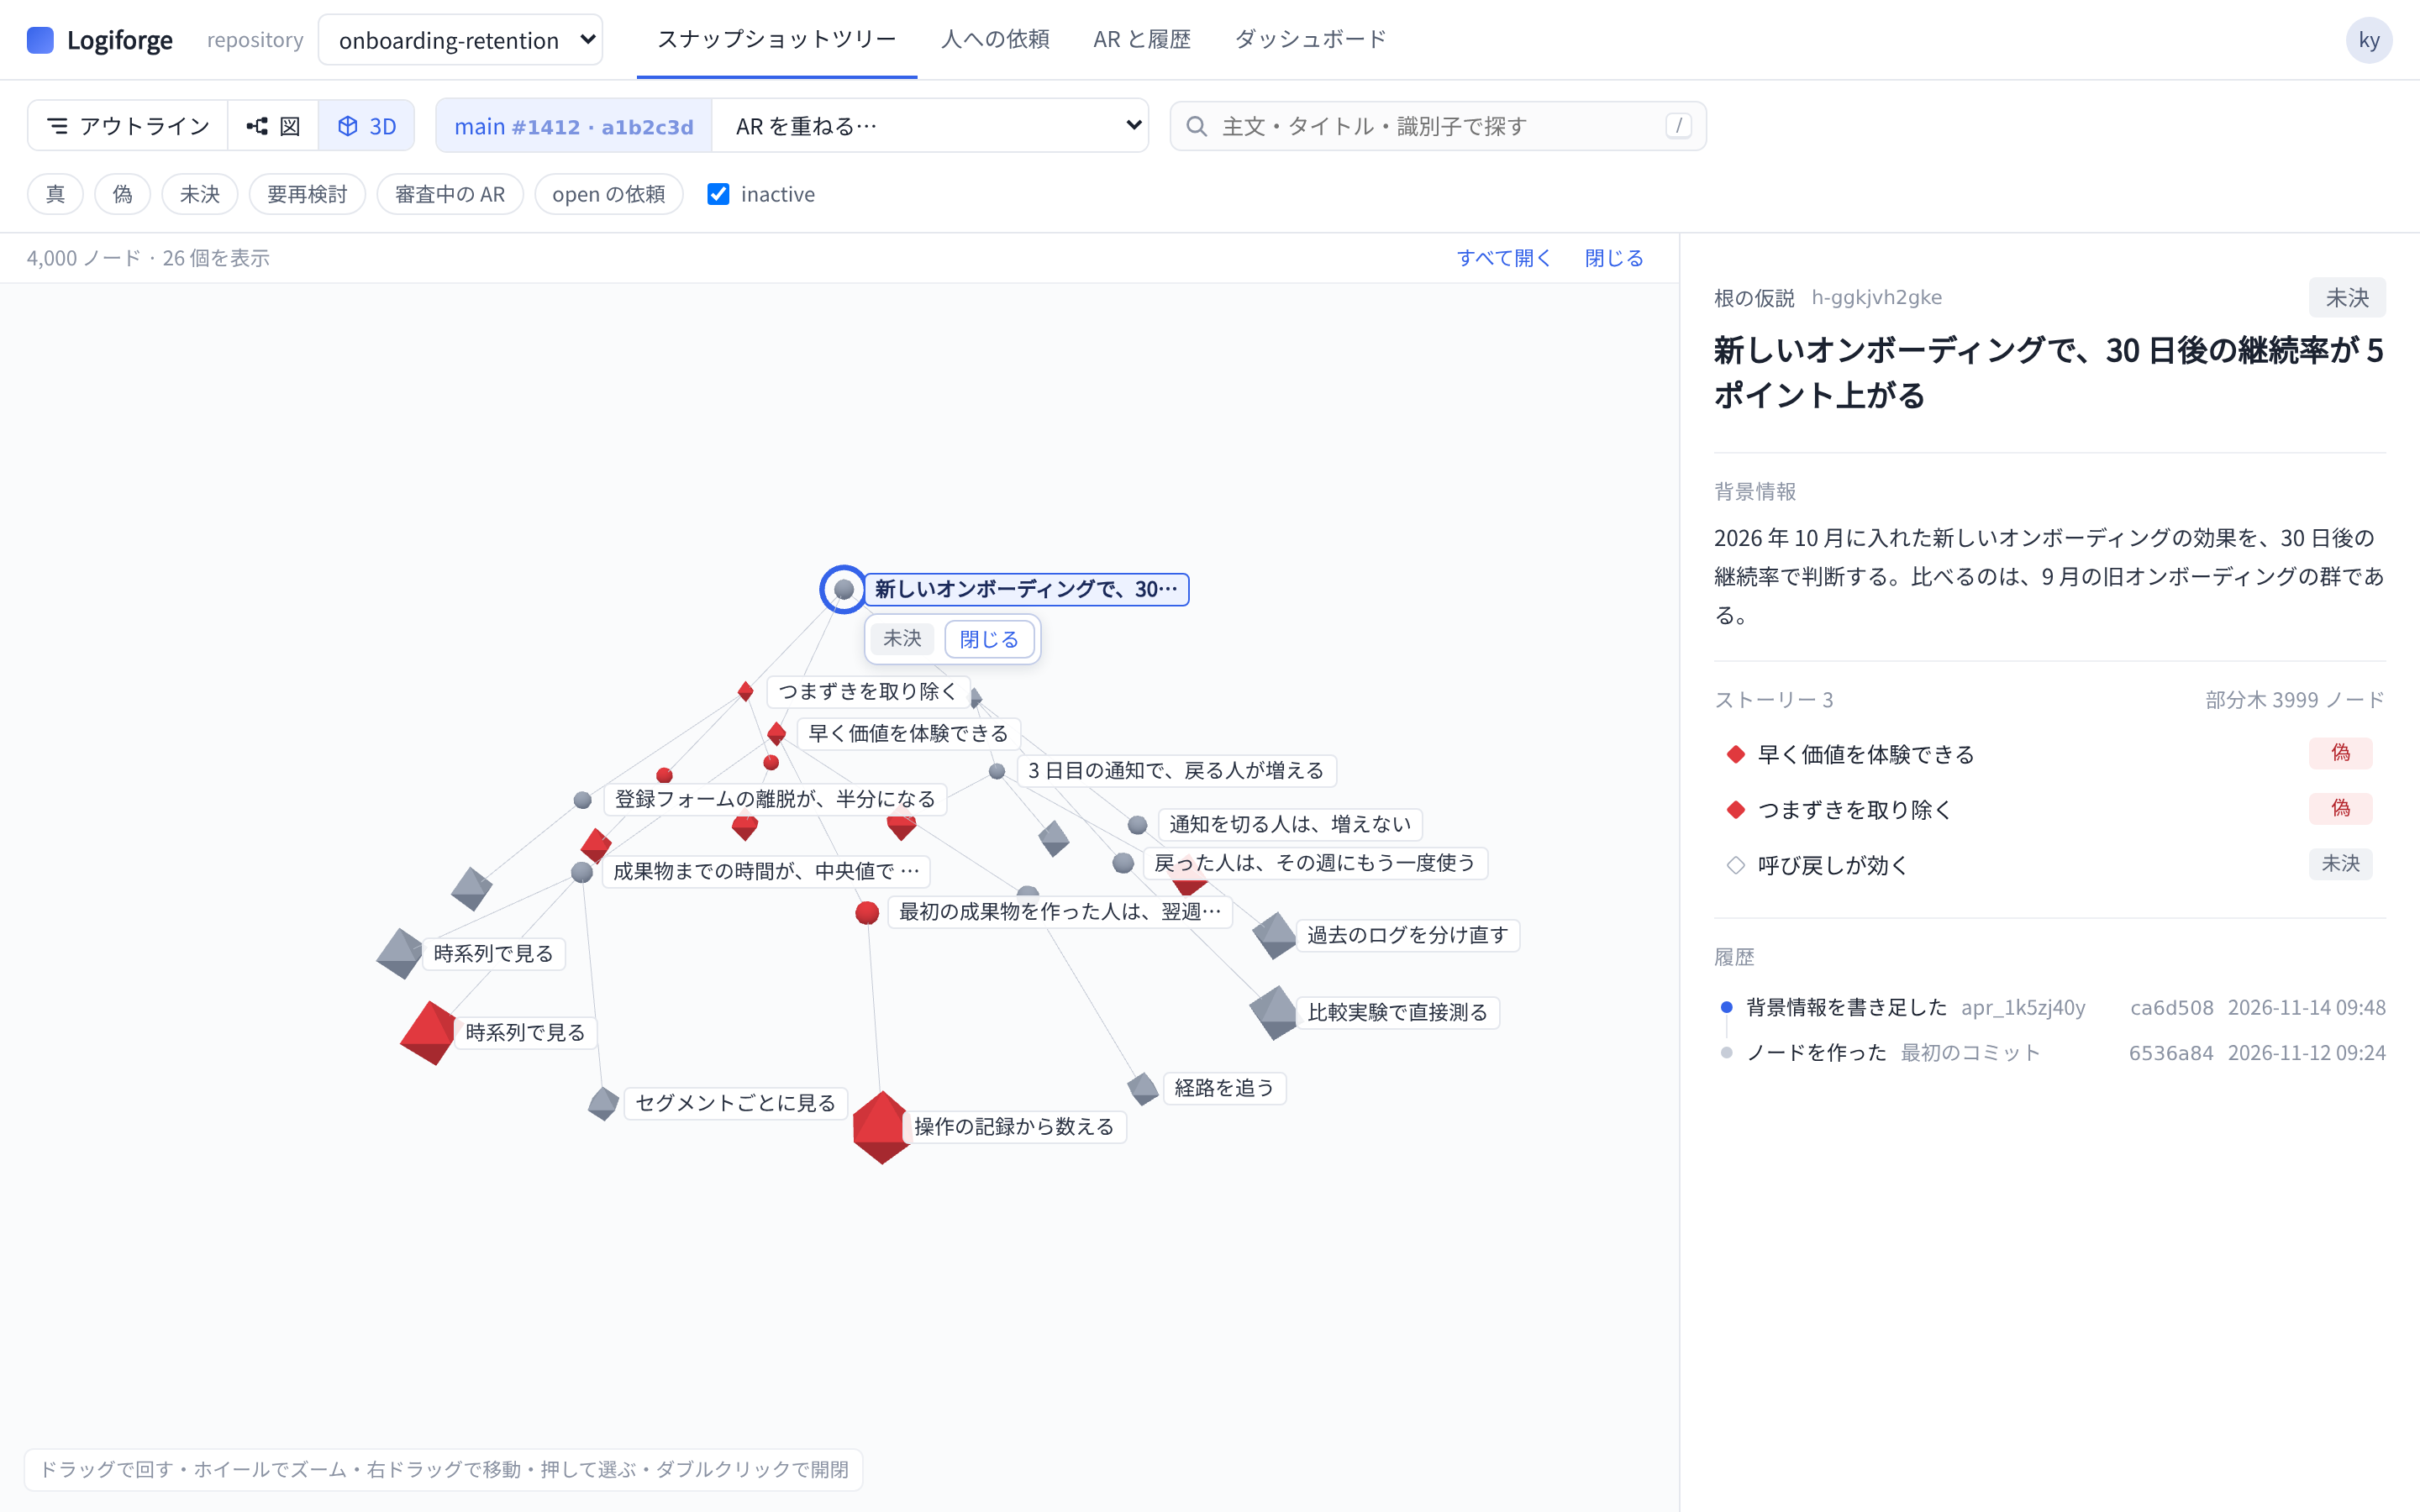 Logiforge repository onboarding-retention スナップショットツリー 人への依頼 AR と履歴 ダッシュボード ky
アウトライン 図 3D main #1412 · a1b2c3d AR を重ねる… 主文・タイトル・識別子で探す /
真 偽 未決 要再検討 審査中の AR open の依頼 inactive
4,000 ノード · 26 個を表示 すべて開く 閉じる
新しいオンボーディングで、30…
未決 閉じる
つまずきを取り除く
早く価値を体験できる
3 日目の通知で、戻る人が増える
登録フォームの離脱が、半分になる
通知を切る人は、増えない
戻った人は、その週にもう一度使う
成果物までの時間が、中央値で …
最初の成果物を作った人は、翌週…
過去のログを分け直す
時系列で見る
比較実験で直接測る
時系列で見る
経路を追う
セグメントごとに見る
操作の記録から数える
ドラッグで回す・ホイールでズーム・右ドラッグで移動・押して選ぶ・ダブルクリックで開閉
根の仮説 h-ggkjvh2gke 未決
新しいオンボーディングで、30 日後の継続率が 5
ポイント上がる
背景情報
2026 年 10 月に入れた新しいオンボーディングの効果を、30 日後の
継続率で判断する。比べるのは、9 月の旧オンボーディングの群であ
る。
ストーリー 3 部分木 3999 ノード
早く価値を体験できる 偽
つまずきを取り除く 偽
呼び戻しが効く 未決
履歴
背景情報を書き足した apr_1k5zj40y ca6d508 2026-11-14 09:48
ノードを作った 最初のコミット 6536a84 2026-11-12 09:24